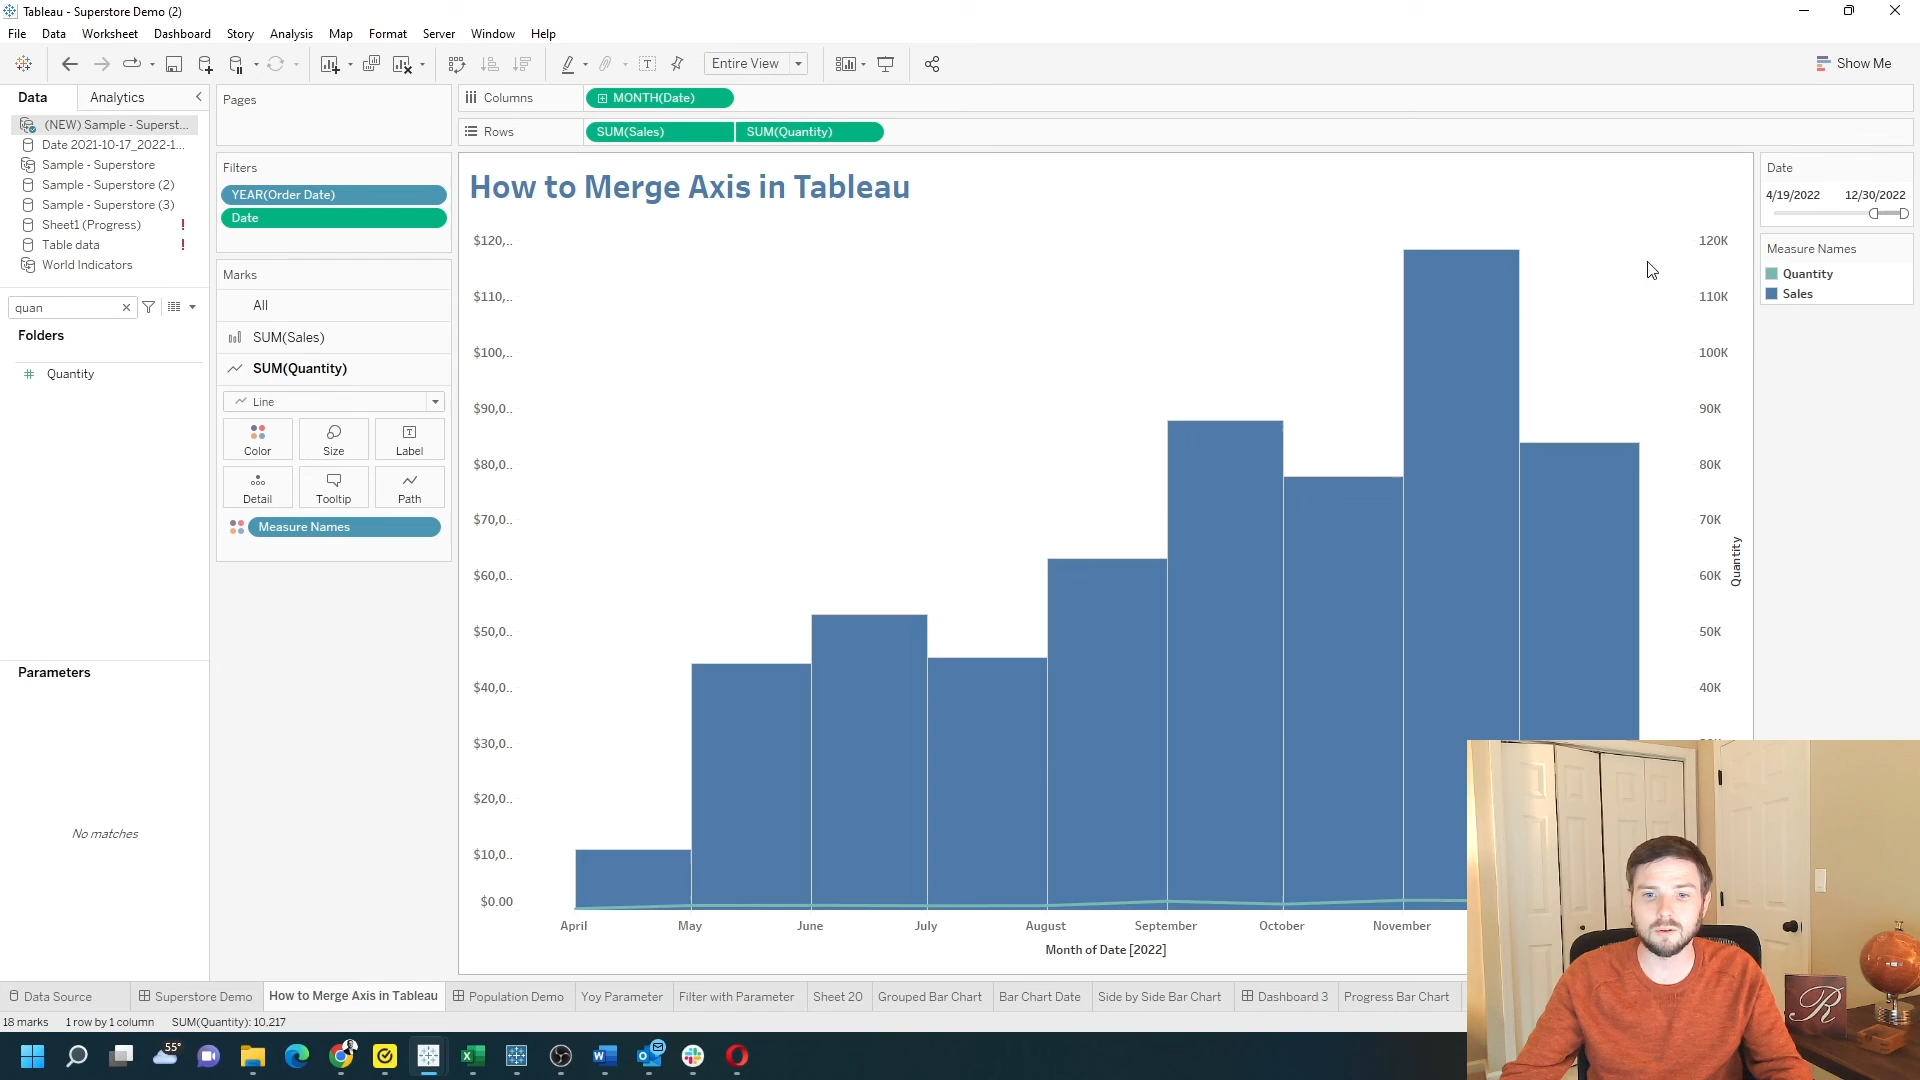 Tableau - Superstore Demo (2)
File Data Worksheet Dashboard Story Analysis Map Format Server Window Help
Entire View
Show Me
Data Analytics
(NEW) Sample - Superst...
Date 2021-10-17_2022-1...
Sample - Superstore
Sample - Superstore (2)
Sample - Superstore (3)
Sheet1 (Progress) !
Table data !
World Indicators
quan
Folders
Quantity
Parameters
No matches
Pages
Filters
YEAR(Order Date)
Date
Marks
All
SUM(Sales)
SUM(Quantity)
Line
Color Size Label
Detail Tooltip Path
Measure Names
Columns MONTH(Date)
Rows SUM(Sales) SUM(Quantity)
How to Merge Axis in Tableau
$120,..
$110,..
$100,..
$90,0..
$80,0..
$70,0..
$60,0..
$50,0..
$40,0..
$30,0..
$20,0..
$10,0..
$0.00
April May June July August September October November
Month of Date [2022]
120K
110K
100K
90K
80K
70K
60K
50K
40K
Quantity
Date
4/19/2022 12/30/2022
Measure Names
Quantity
Sales
Data Source Superstore Demo How to Merge Axis in Tableau Population Demo Yoy Parameter Filter with Parameter Sheet 20 Grouped Bar Chart Bar Chart Date Side by Side Bar Chart Dashboard 3 Progress Bar Chart
18 marks 1 row by 1 column SUM(Quantity): 10,217
55°
R